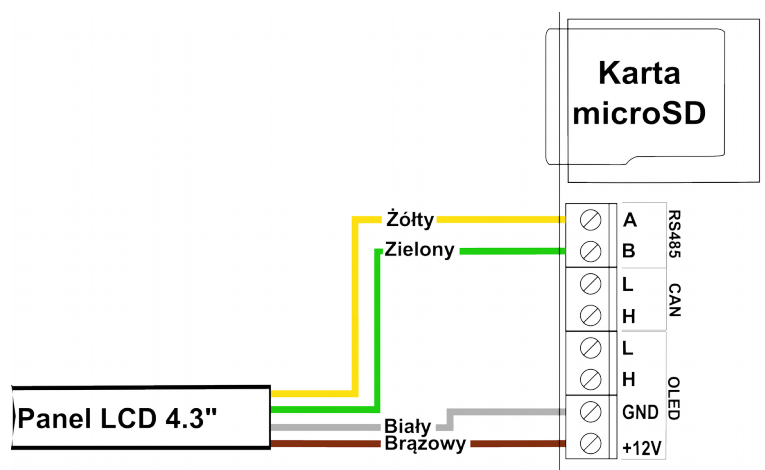 Karta
microSD
Żółty
A
Zielony
B
RS485
L
H
CAN
L
H
GND
+12V
OLED
Panel LCD 4.3"
Biały
Brązowy